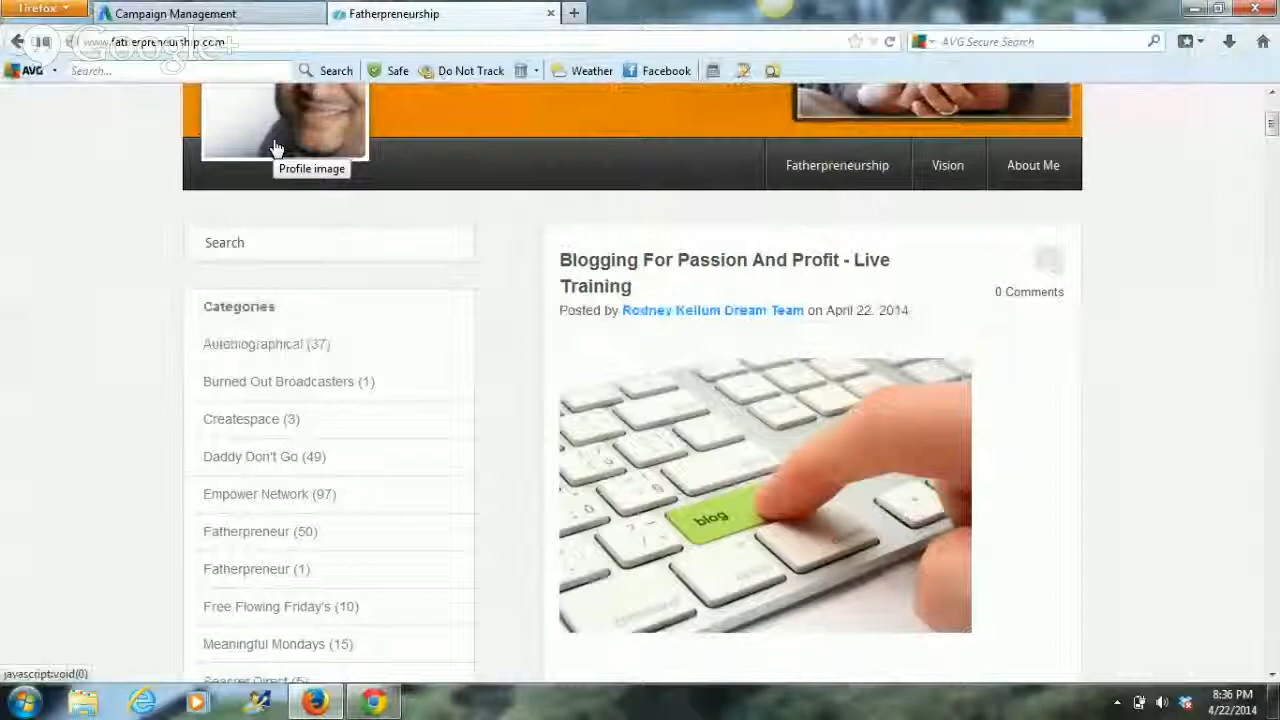 Firefox
Campaign Management
Fatherpreneurship
www.fatherpreneurship.com
Google+
AVG Secure Search
AVG
Search...
Search
Safe
Do Not Track
Weather
Facebook
Profile image
Fatherpreneurship
Vision
About Me
Search
Categories
Autobiographical (37)
Burned Out Broadcasters (1)
Createspace (3)
Daddy Don't Go (49)
Empower Network (97)
Fatherpreneur (50)
Fatherpreneur (1)
Free Flowing Friday's (10)
Meaningful Mondays (15)
Blogging For Passion And Profit - Live
Training
0 Comments
Posted by Rodney Kellum Dream Team on April 22, 2014
blog
javascript:void(0)
8:36 PM
4/22/2014